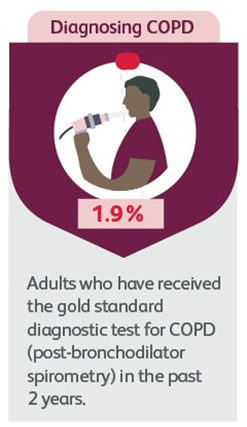 Diagnosing COPD
1.9%
Adults who have received
the gold standard
diagnostic test for COPD
(post-bronchodilator
spirometry) in the past
2 years.